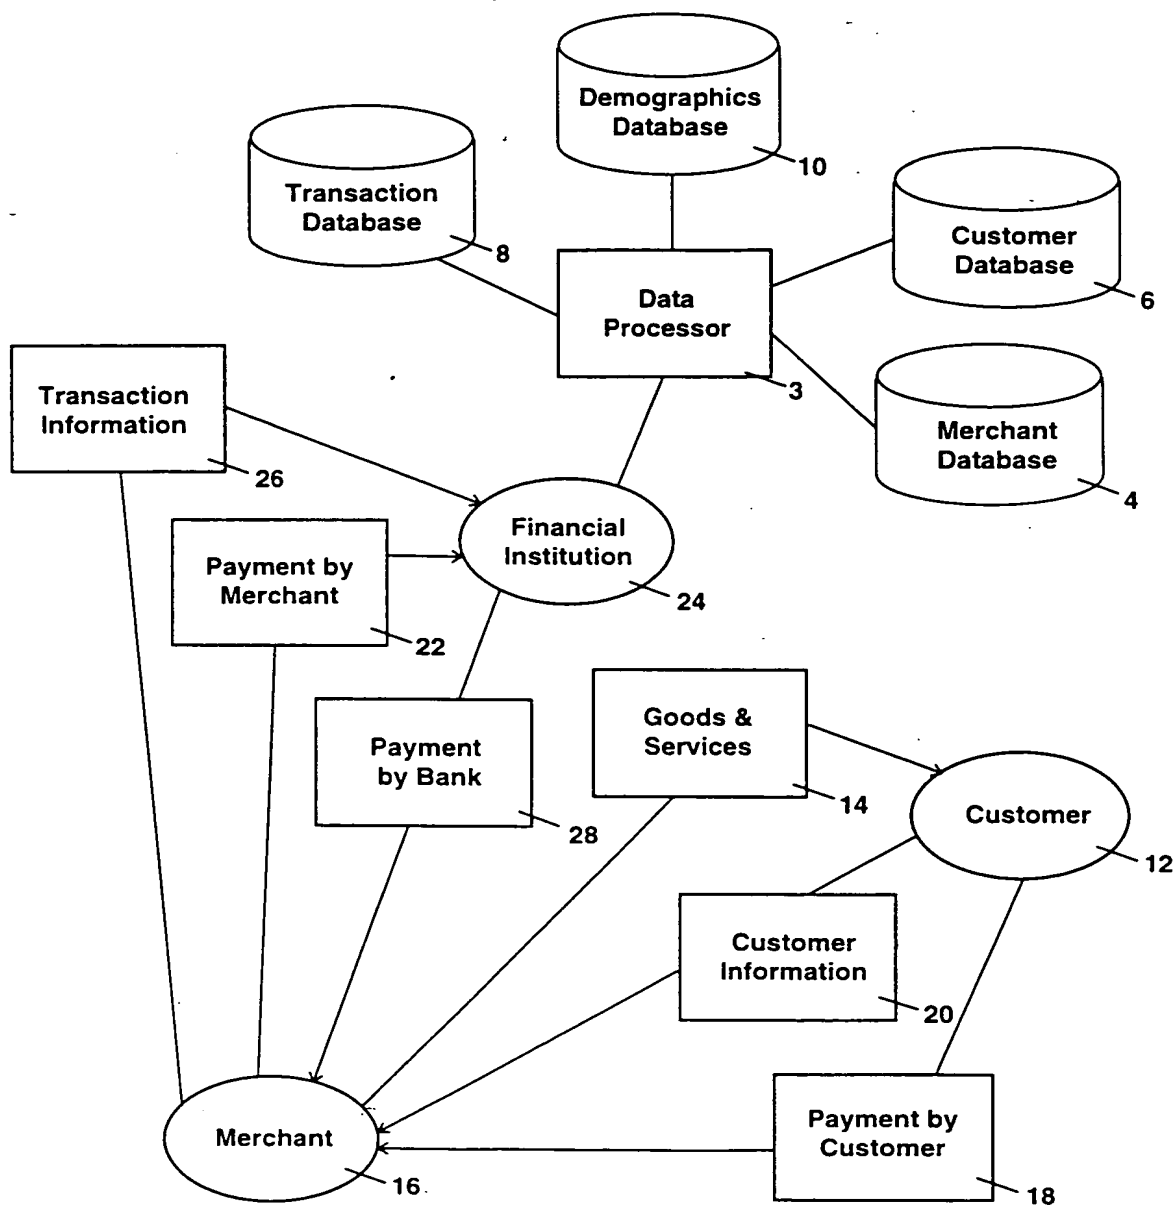 Demographics
Database
10
Transaction
Database
8
Customer
Database
6
Data
Processor
3
Merchant
Database
4
Transaction
Information
26
Financial
Institution
24
Payment by
Merchant
22
Payment
by Bank
28
Goods &
Services
14
Customer
12
Customer
Information
20
Merchant
16
Payment by
Customer
18